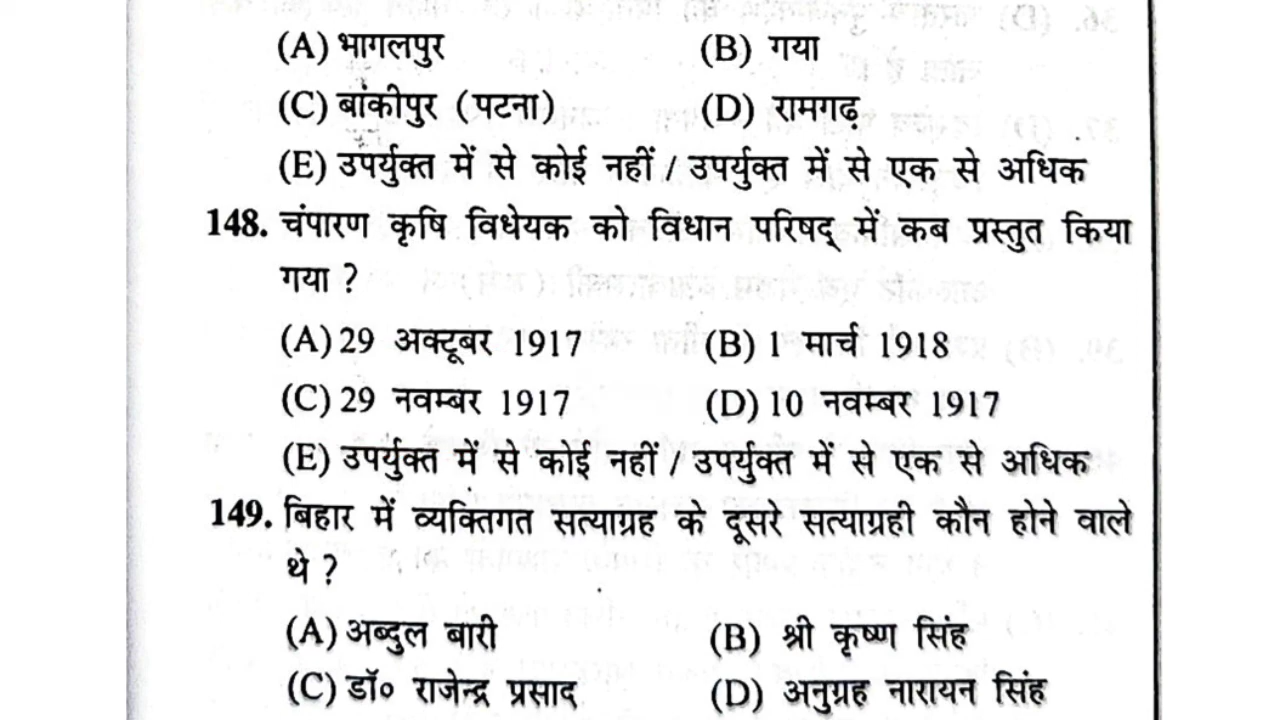 (A) भागलपुर (B) गया
(C) बांकीपुर (पटना) (D) रामगढ़
(E) उपर्युक्त में से कोई नहीं / उपर्युक्त में से एक से अधिक
148. चंपारण कृषि विधेयक को विधान परिषद् में कब प्रस्तुत किया
गया ?
(A) 29 अक्टूबर 1917 (B) 1 मार्च 1918
(C) 29 नवम्बर 1917 (D) 10 नवम्बर 1917
(E) उपर्युक्त में से कोई नहीं / उपर्युक्त में से एक से अधिक
149. बिहार में व्यक्तिगत सत्याग्रह के दूसरे सत्याग्रही कौन होने वाले
थे ?
(A) अब्दुल बारी (B) श्री कृष्ण सिंह
(C) डॉ० राजेन्द्र प्रसाद (D) अनुग्रह नारायन सिंह